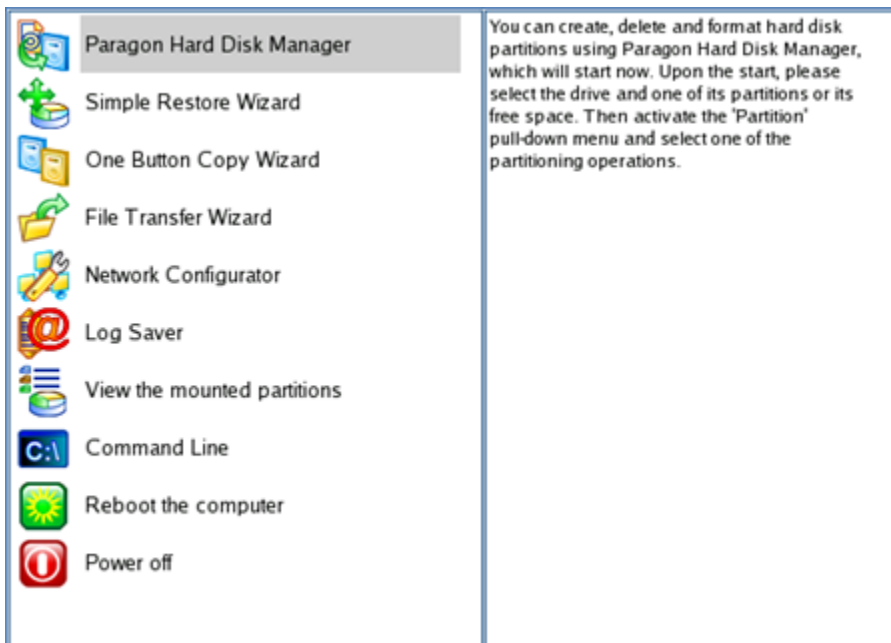 Paragon Hard Disk Manager
Simple Restore Wizard
One Button Copy Wizard
File Transfer Wizard
Network Configurator
Log Saver
View the mounted partitions
C:\
Command Line
Reboot the computer
Power off
You can create, delete and format hard disk
partitions using Paragon Hard Disk Manager,
which will start now. Upon the start, please
select the drive and one of its partitions or its
free space. Then activate the 'Partition'
pull-down menu and select one of the
partitioning operations.